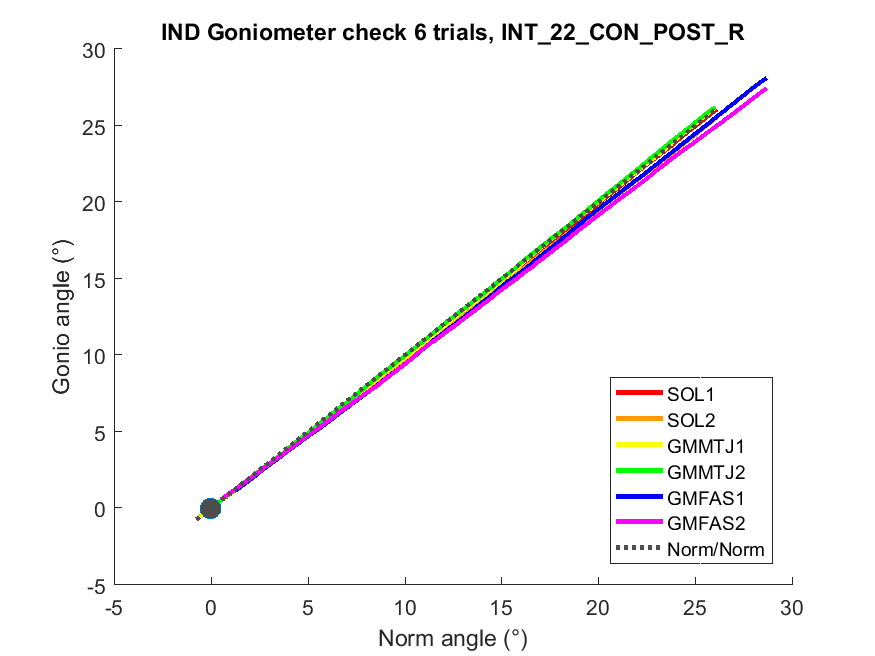 IND Goniometer check 6 trials, INT_22_CON_POST_R
30
25
20
15
10
5
0
-5
Gonio angle (°)
-5 0 5 10 15 20 25 30
Norm angle (°)
SOL1
SOL2
GMMTJ1
GMMTJ2
GMFAS1
GMFAS2
Norm/Norm